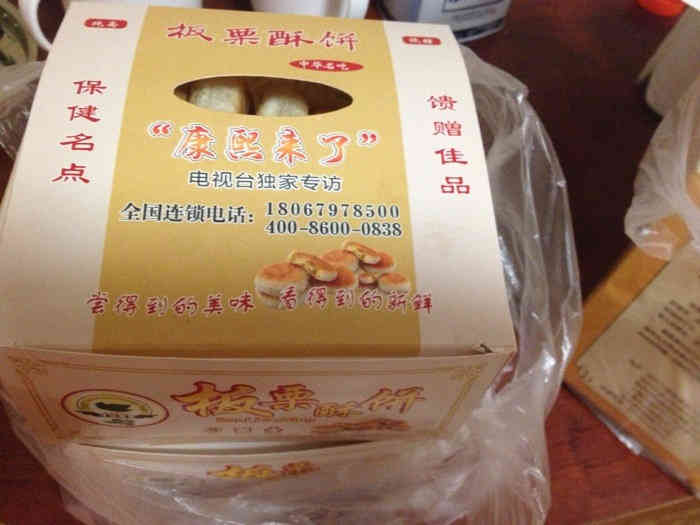 板栗酥饼
中华名吃
保健名点
馈赠佳品
“康熙来了”
电视台独家专访
全国连锁电话：18067978500
400-8600-0838
尝得到的美味 看得到的新鲜
板栗酥饼
板栗酥饼